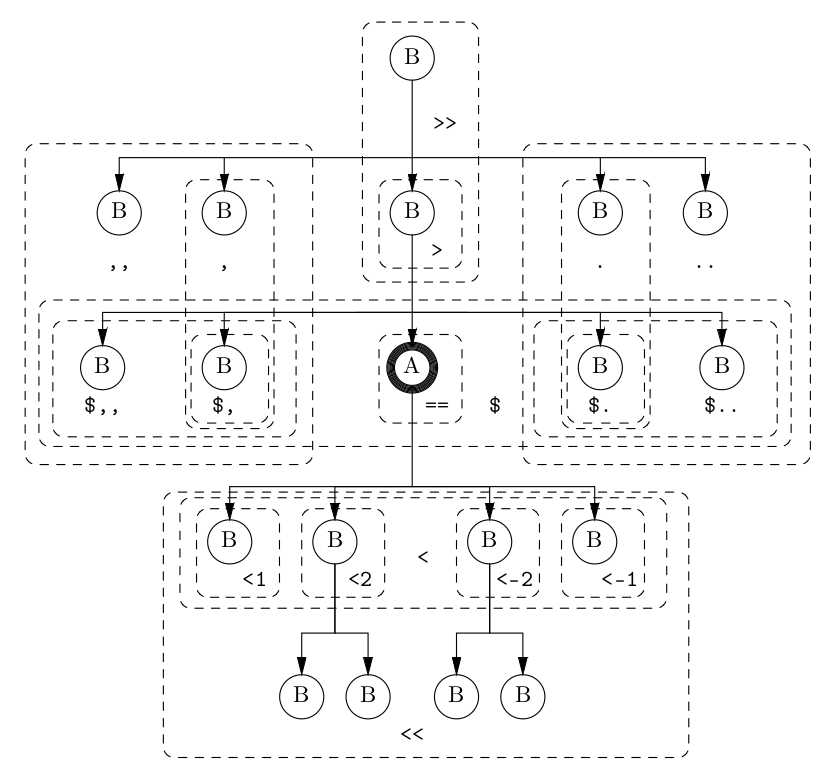 B
>>
B B B B B
>
,, , . ..
B B A B B
$,, $, == $ $. $..
B B B B
<
<1 <2 <-2 <-1
B B B B
<<